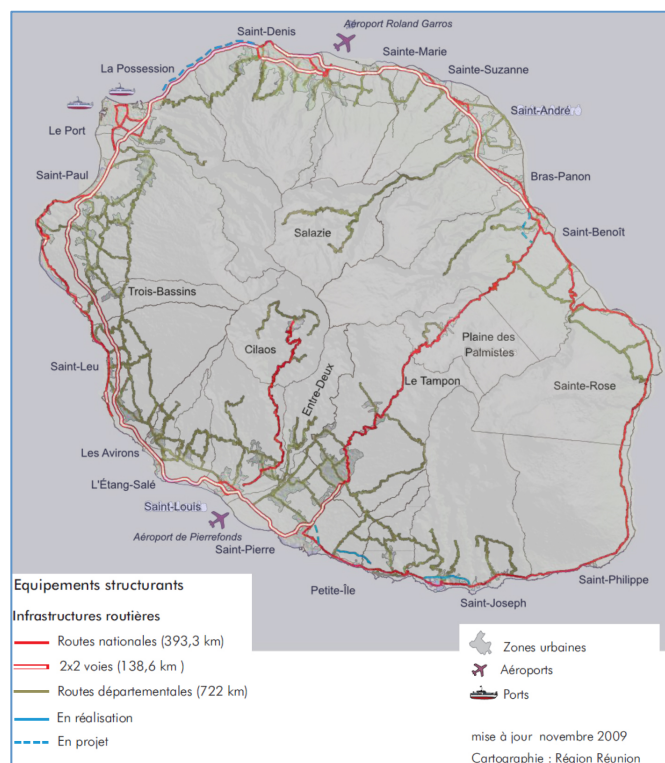 Aéroport Roland Garros
Saint-Denis
Sainte-Marie
La Possession
Sainte-Suzanne
Saint-André
Le Port
Saint-Paul
Bras-Panon
Salazie
Saint-Benoît
Trois-Bassins
Cilaos
Plaine des
Palmistes
Entre-Deux
Le Tampon
Saint-Leu
Sainte-Rose
Les Avirons
L'Étang-Salé
Saint-Louis
Aéroport de Pierrefonds
Saint-Pierre
Petite-Île
Saint-Joseph
Saint-Philippe
Equipements structurants
Infrastructures routières
Routes nationales (393,3 km)
2x2 voies (138,6 km )
Routes départementales (722 km)
En réalisation
En projet
Zones urbaines
Aéroports
Ports
mise à jour novembre 2009
Cartographie : Région Réunion